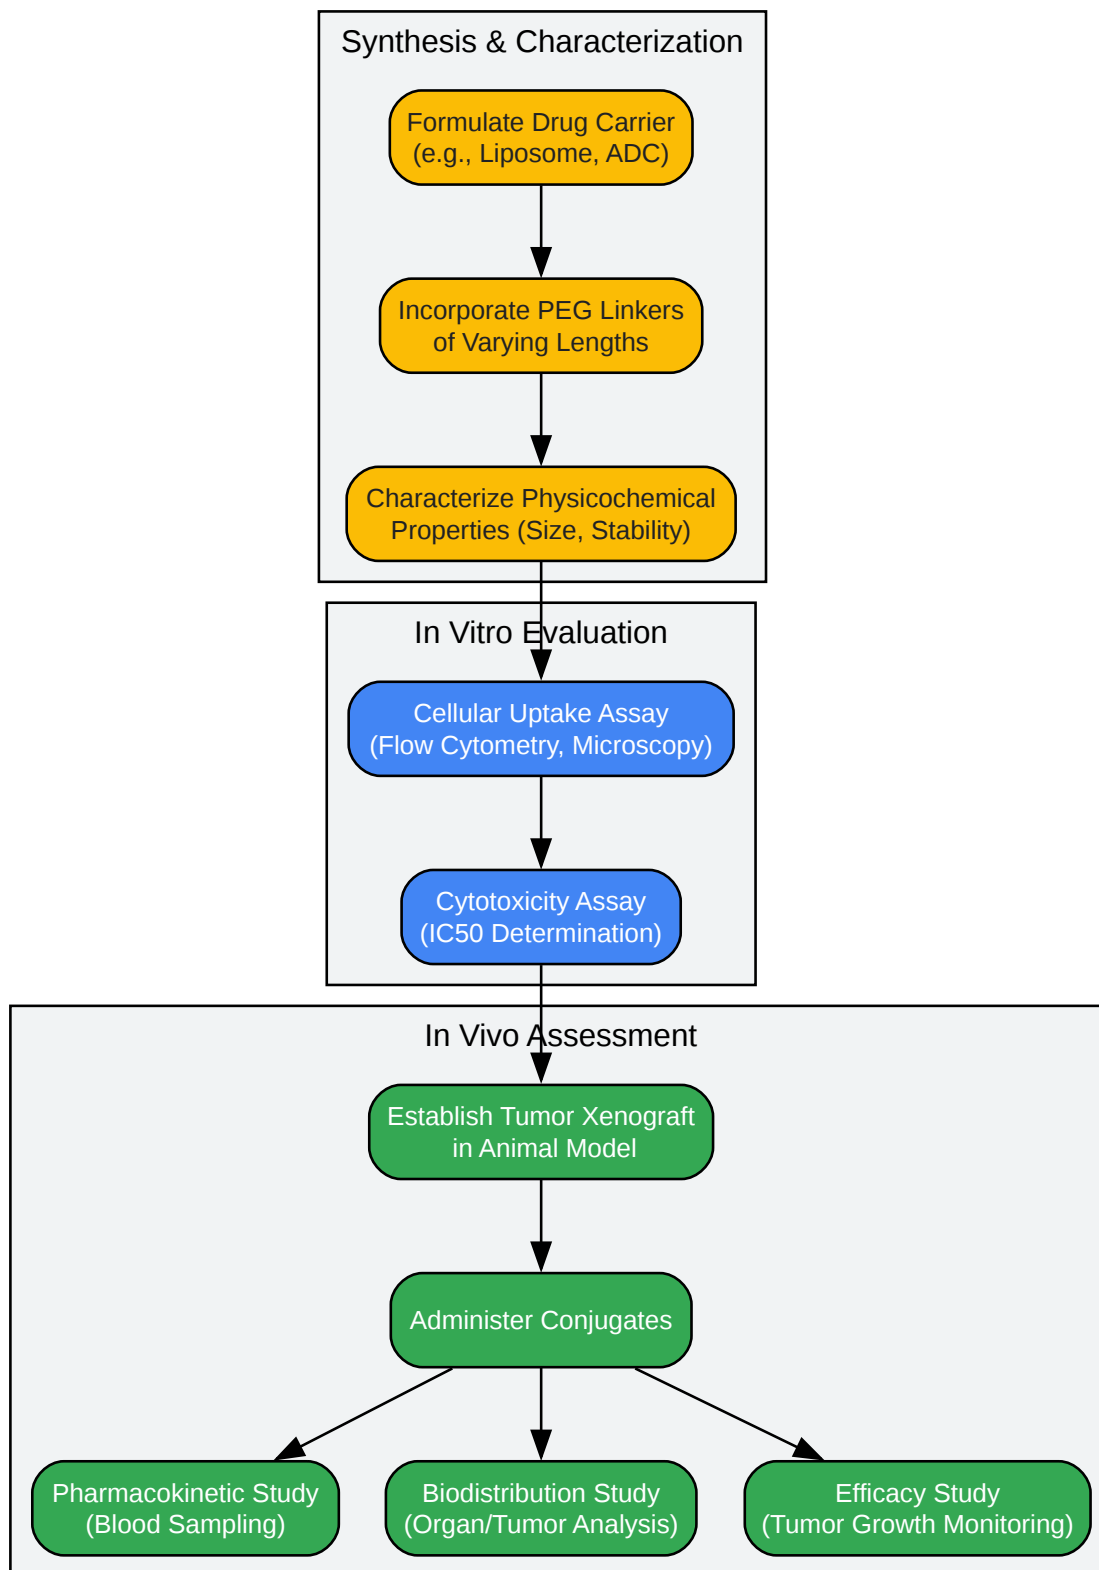 Synthesis & Characterization
Formulate Drug Carrier
(e.g., Liposome, ADC)
Incorporate PEG Linkers
of Varying Lengths
Characterize Physicochemical
Properties (Size, Stability)
In Vitro Evaluation
Cellular Uptake Assay
(Flow Cytometry, Microscopy)
Cytotoxicity Assay
(IC50 Determination)
In Vivo Assessment
Establish Tumor Xenograft
in Animal Model
Administer Conjugates
Pharmacokinetic Study
(Blood Sampling)
Biodistribution Study
(Organ/Tumor Analysis)
Efficacy Study
(Tumor Growth Monitoring)